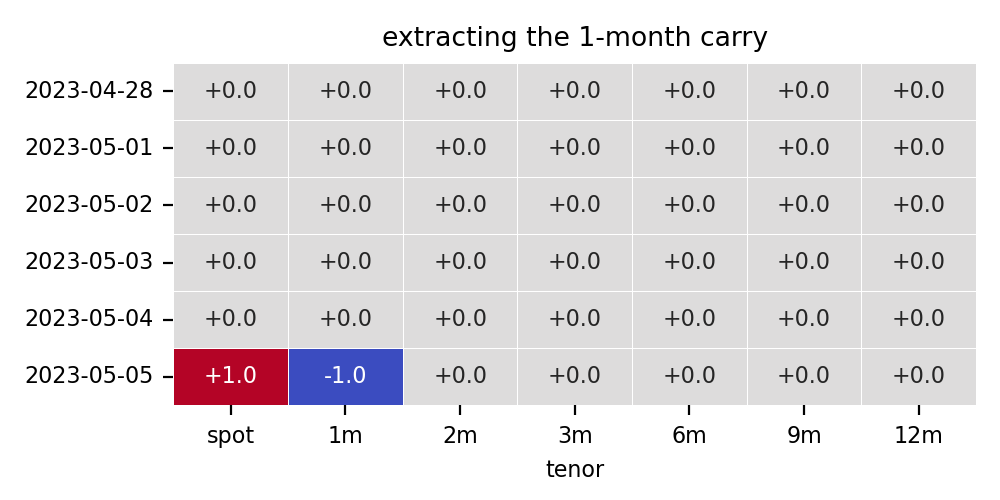 extracting the 1-month carry
2023-04-28 +0.0 +0.0 +0.0 +0.0 +0.0 +0.0 +0.0
2023-05-01 +0.0 +0.0 +0.0 +0.0 +0.0 +0.0 +0.0
2023-05-02 +0.0 +0.0 +0.0 +0.0 +0.0 +0.0 +0.0
2023-05-03 +0.0 +0.0 +0.0 +0.0 +0.0 +0.0 +0.0
2023-05-04 +0.0 +0.0 +0.0 +0.0 +0.0 +0.0 +0.0
2023-05-05 +1.0 -1.0 +0.0 +0.0 +0.0 +0.0 +0.0
spot 1m 2m 3m 6m 9m 12m
tenor